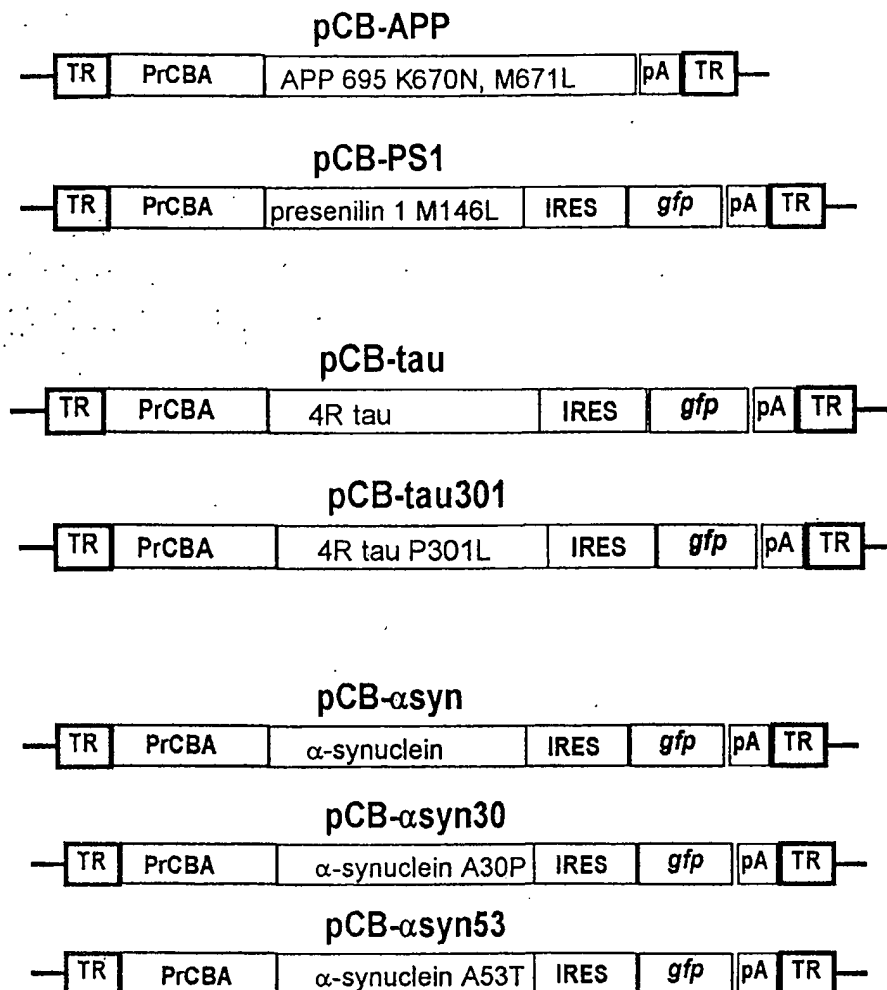 pCB-APP
TR PrCBA APP 695 K670N, M671L pA TR
pCB-PS1
TR PrCBA presenilin 1 M146L IRES gfp pA TR
pCB-tau
TR PrCBA 4R tau IRES gfp pA TR
pCB-tau301
TR PrCBA 4R tau P301L IRES gfp pA TR
pCB-αsyn
TR PrCBA α-synuclein IRES gfp pA TR
pCB-αsyn30
TR PrCBA α-synuclein A30P IRES gfp pA TR
pCB-αsyn53
TR PrCBA α-synuclein A53T IRES gfp pA TR